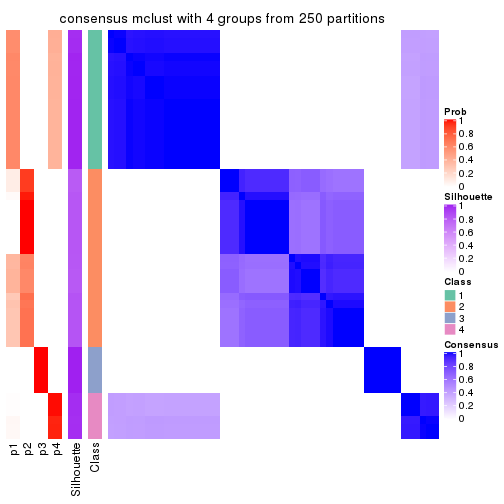 consensus mclust with 4 groups from 250 partitions
Prob
1
0.8
0.6
0.4
0.2
0
Silhouette
1
0.8
0.6
0.4
0.2
0
Class
1
2
3
4
Consensus
1
0.8
0.6
0.4
0.2
0
p1
p2
p3
p4
Silhouette
Class